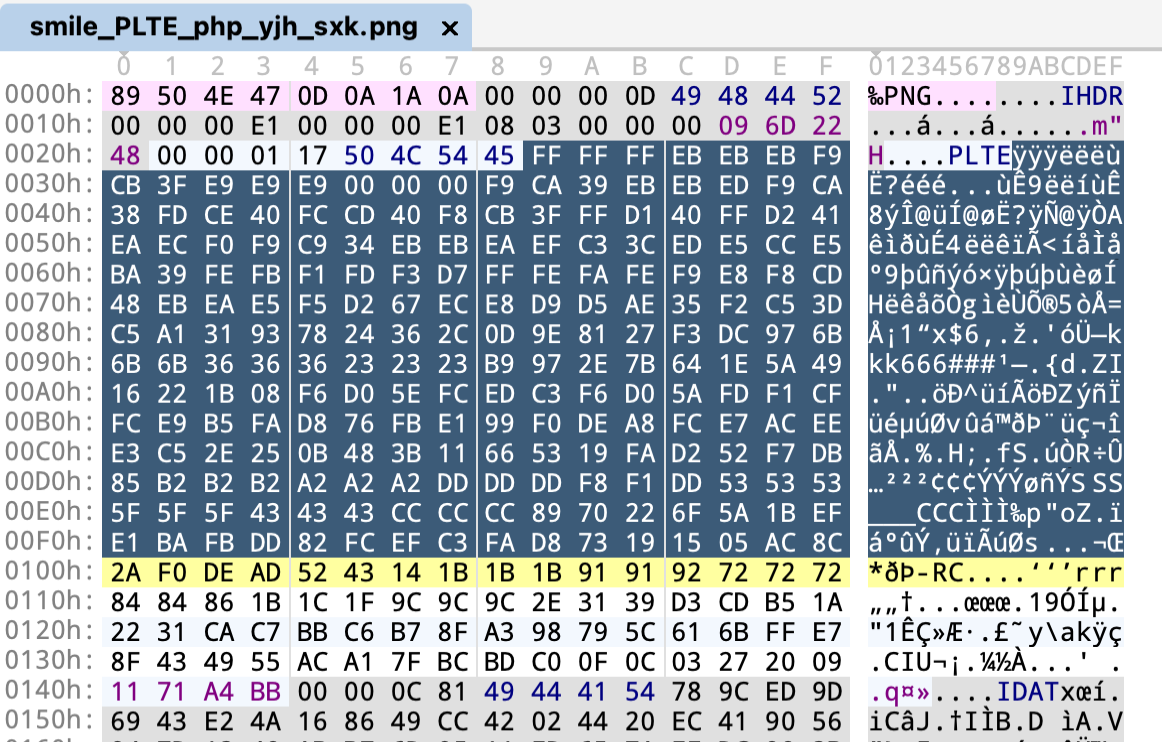 smile_PLTE_php_yjh_sxk.png ×
0 1 2 3 4 5 6 7 8 9 A B C D E F 0123456789ABCDEF
0000h: 89 50 4E 47 0D 0A 1A 0A 00 00 00 0D 49 48 44 52 ‰PNG........IHDR
0010h: 00 00 00 E1 00 00 00 E1 08 03 00 00 00 09 6D 22 ...á...á......m"
0020h: 48 00 00 01 17 50 4C 54 45 FF FF FF EB EB EB F9 H....PLTEÿÿÿëëëù
0030h: CB 3F E9 E9 E9 00 00 00 F9 CA 39 EB EB ED F9 CA Ë?ééé...ùÊ9ëëíùÊ
0040h: 38 FD CE 40 FC CD 40 F8 CB 3F FF D1 40 FF D2 41 8ýÎ@üÍ@øË?ÿÑ@ÿÒA
0050h: EA EC F0 F9 C9 34 EB EB EA EF C3 3C ED E5 CC E5 êìðùÉ4ëëêïÃ<íåÌå
0060h: BA 39 FE FB F1 FD F3 D7 FF FE FA FE F9 E8 F8 CD º9þûñýó×ÿþúþùèøÍ
0070h: 48 EB EA E5 F5 D2 67 EC E8 D9 D5 AE 35 F2 C5 3D HëêåõÒgìèÙÕ®5òÅ=
0080h: C5 A1 31 93 78 24 36 2C 0D 9E 81 27 F3 DC 97 6B Å¡1“x$6,.ž.'óÜ—k
0090h: 6B 6B 36 36 36 23 23 23 B9 97 2E 7B 64 1E 5A 49 kk666###¹—.{d.ZI
00A0h: 16 22 1B 08 F6 D0 5E FC ED C3 F6 D0 5A FD F1 CF ."..öÐ^üíÃöÐZýñÏ
00B0h: FC E9 B5 FA D8 76 FB E1 99 F0 DE A8 FC E7 AC EE üéµúØvûá™ðÞ¨üç¬î
00C0h: E3 C5 2E 25 0B 48 3B 11 66 53 19 FA D2 52 F7 DB ãÅ.%.H;.fS.úÒR÷Û
00D0h: 85 B2 B2 B2 A2 A2 A2 DD DD DD F8 F1 DD 53 53 53 …²²²¢¢¢ÝÝÝøñÝSSS
00E0h: 5F 5F 5F 43 43 43 CC CC CC 89 70 22 6F 5A 1B EF ___CCCÌÌÌ‰p"oZ.ï
00F0h: E1 BA FB DD 82 FC EF C3 FA D8 73 19 15 05 AC 8C áºûÝ‚üïÃúØs...¬Œ
0100h: 2A F0 DE AD 52 43 14 1B 1B 1B 91 91 92 72 72 72 *ðÞ-RC....‘‘’rrr
0110h: 84 84 86 1B 1C 1F 9C 9C 9C 2E 31 39 D3 CD B5 1A „„†...œœœ.19ÓÍµ.
0120h: 22 31 CA C7 BB C6 B7 8F A3 98 79 5C 61 6B FF E7 "1ÊÇ»Æ·.£˜y\akÿç
0130h: 8F 43 49 55 AC A1 7F BC BD C0 0F 0C 03 27 20 09 .CIU¬¡.¼½À...' .
0140h: 11 71 A4 BB 00 00 0C 81 49 44 41 54 78 9C ED 9D .q¤»....IDATxœí.
0150h: 69 43 E2 4A 16 86 49 CC 42 02 44 20 EC 41 90 56 iCâJ.†IÌB.D ìA.V